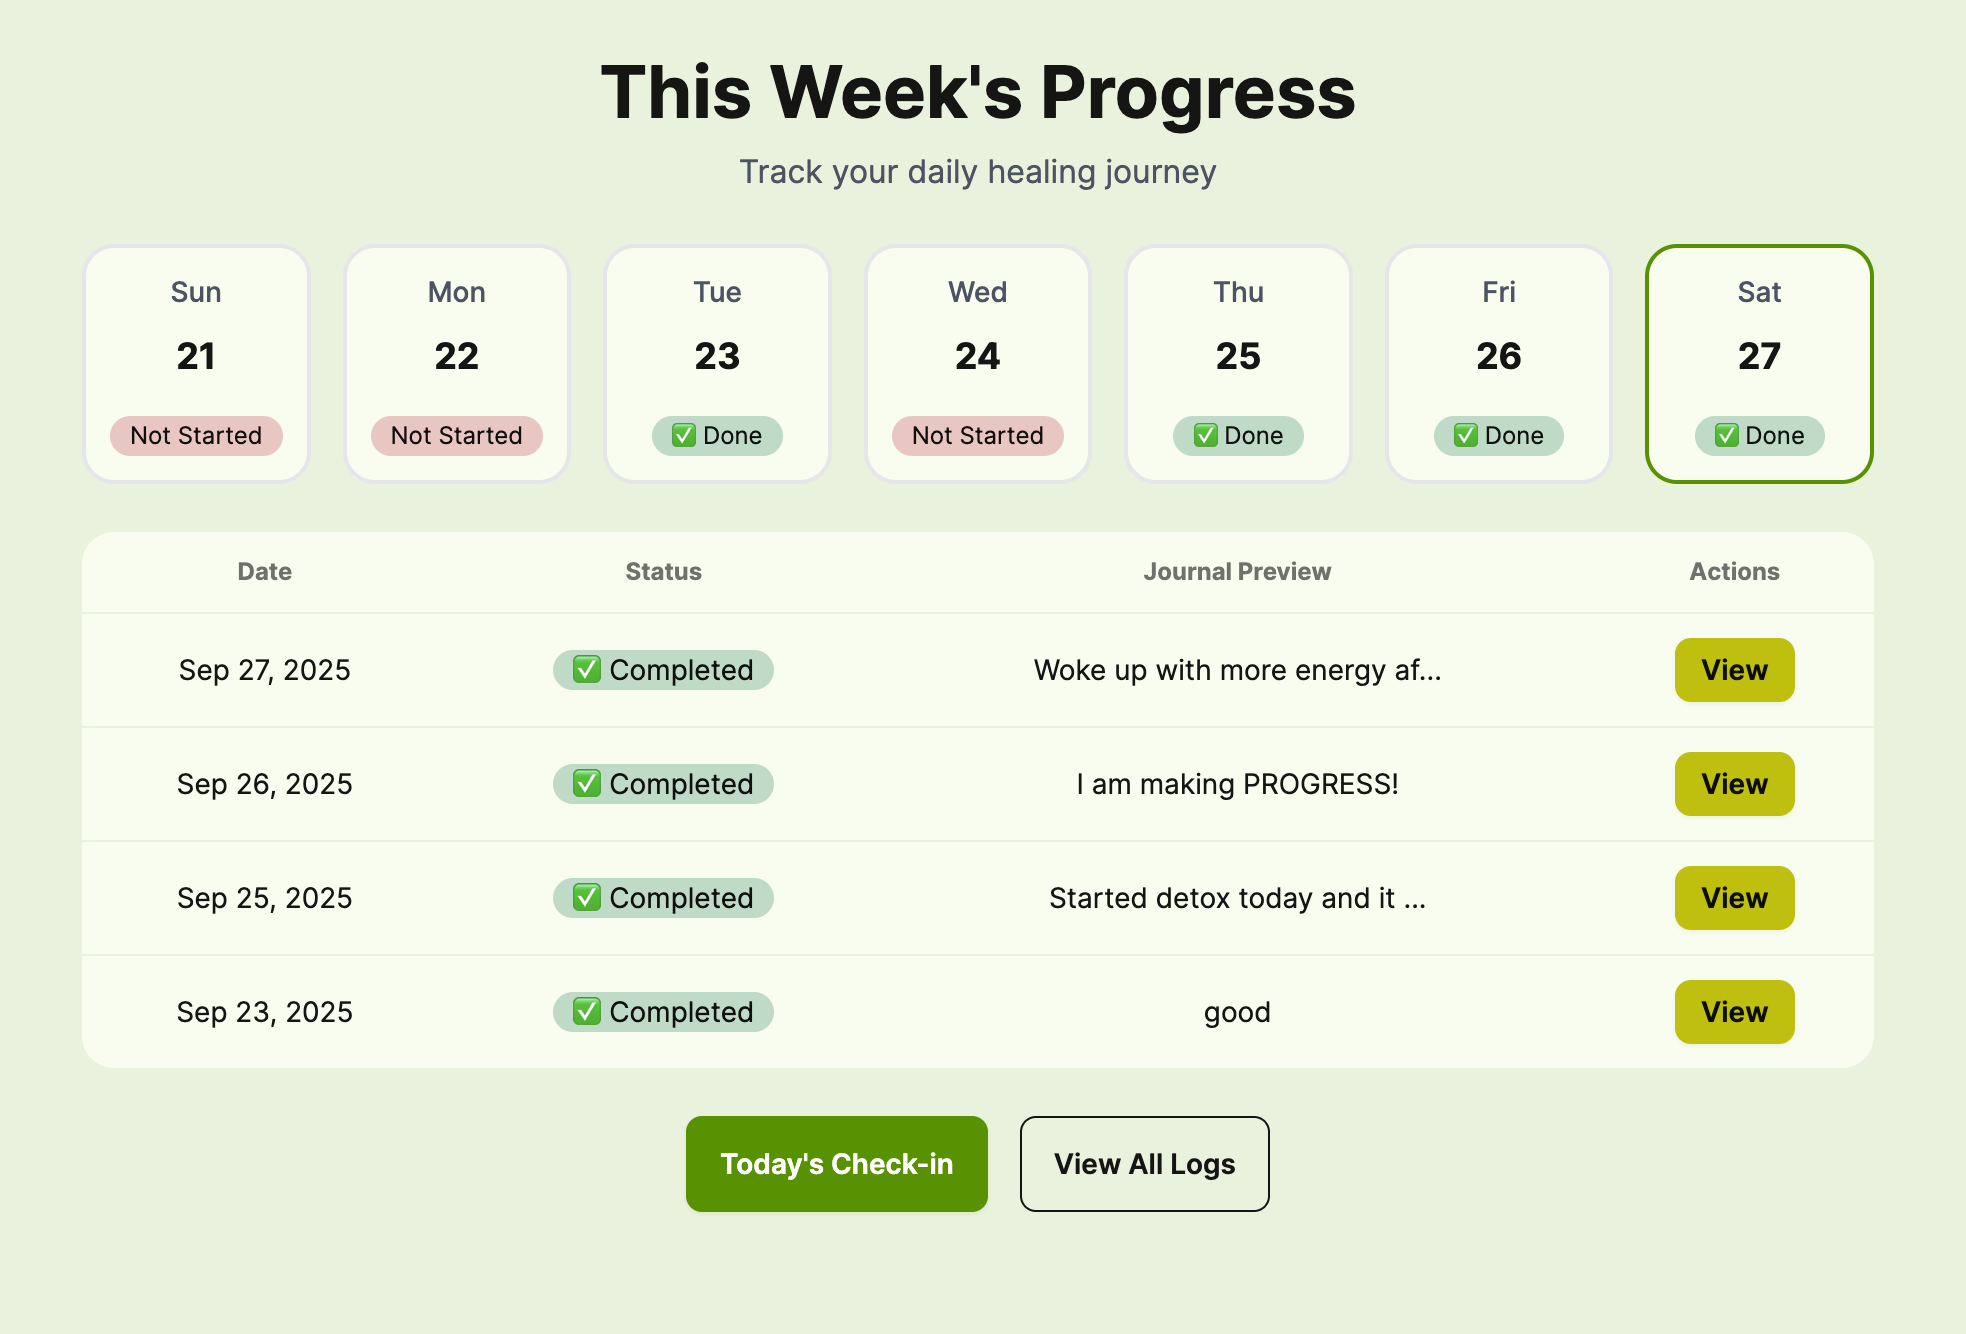 This Week's Progress
Track your daily healing journey
Sun Mon Tue Wed Thu Fri Sat
21 22 23 24 25 26 27
Not Started Not Started ✅ Done Not Started ✅ Done ✅ Done ✅ Done
Date Status Journal Preview Actions
Sep 27, 2025 ✅ Completed Woke up with more energy af... View
Sep 26, 2025 ✅ Completed I am making PROGRESS! View
Sep 25, 2025 ✅ Completed Started detox today and it ... View
Sep 23, 2025 ✅ Completed good View
Today's Check-in View All Logs